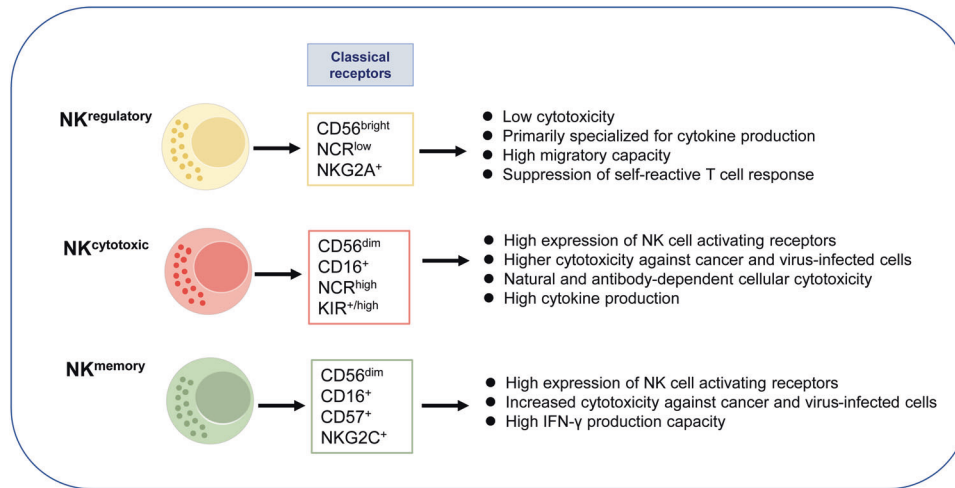 Classical
receptors
NKregulatory
CD56bright
NCRlow
NKG2A+
● Low cytotoxicity
● Primarily specialized for cytokine production
● High migratory capacity
● Suppression of self-reactive T cell response
NKcytotoxic
CD56dim
CD16+
NCRhigh
KIR+/high
● High expression of NK cell activating receptors
● Higher cytotoxicity against cancer and virus-infected cells
● Natural and antibody-dependent cellular cytotoxicity
● High cytokine production
NKmemory
CD56dim
CD16+
CD57+
NKG2C+
● High expression of NK cell activating receptors
● Increased cytotoxicity against cancer and virus-infected cells
● High IFN-γ production capacity